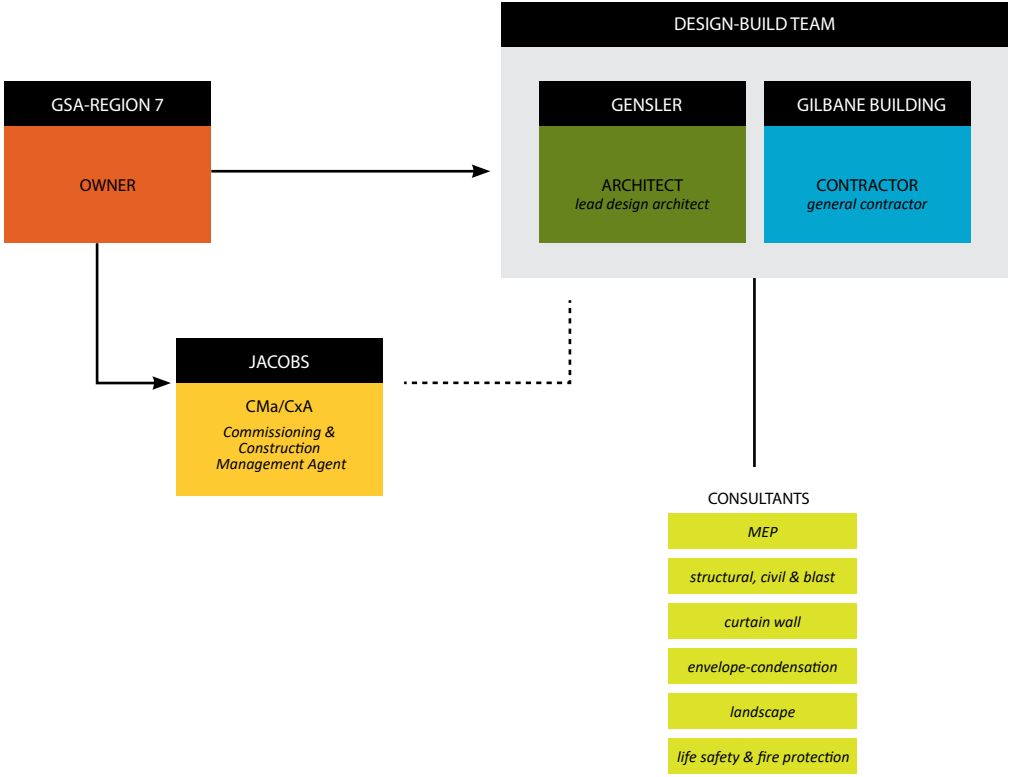 DESIGN-BUILD TEAM
GSA-REGION 7
OWNER
GENSLER
ARCHITECT
lead design architect
GILBANE BUILDING
CONTRACTOR
general contractor
JACOBS
CMa/CxA
Commissioning &
Construction
Management Agent
CONSULTANTS
MEP
structural, civil & blast
curtain wall
envelope-condensation
landscape
life safety & fire protection